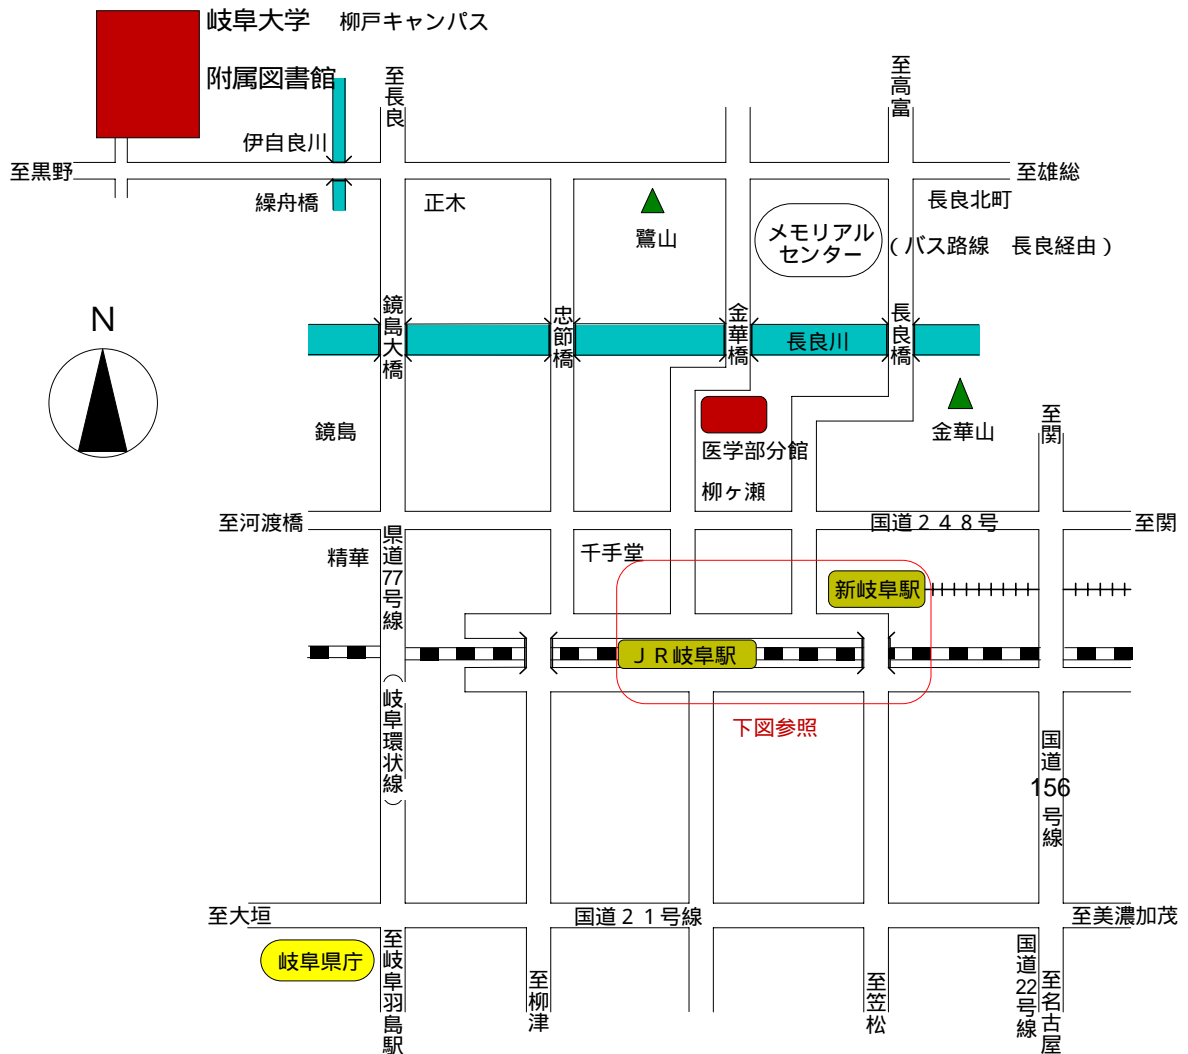 岐阜大学 柳戸キャンパス
附属図書館
至長良
至高富
伊自良川
至黒野
至雄総
繰舟橋
正木
長良北町
鷺山
メモリアル
センター
(バス路線 長良経由)
N
鏡島大橋
忠節橋
金華橋
長良橋
長良川
鏡島
金華山
至関
医学部分館
柳ヶ瀬
至河渡橋
国道248号
至関
精華
県道77号線
千手堂
新岐阜駅
JR岐阜駅
(岐阜環状線)
下図参照
国道156号線
至大垣
国道21号線
至美濃加茂
岐阜県庁
至岐阜羽島駅
至柳津
至笠松
国道22号線
至名古屋